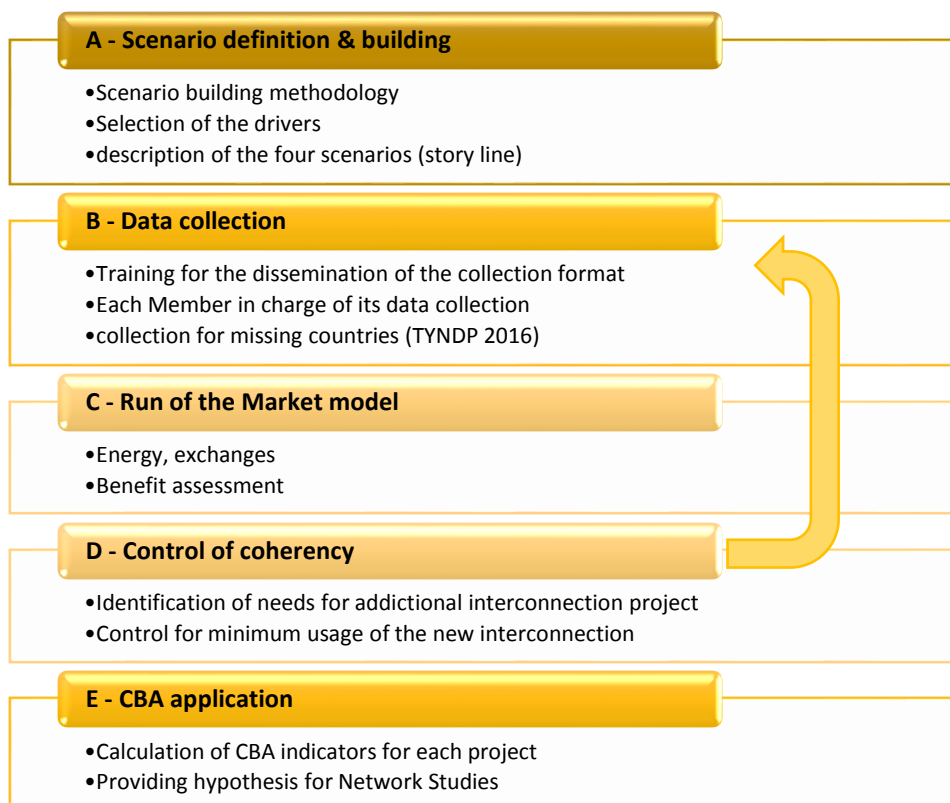 A - Scenario definition & building
•Scenario building methodology
•Selection of the drivers
•description of the four scenarios (story line)
B - Data collection
•Training for the dissemination of the collection format
•Each Member in charge of its data collection
•collection for missing countries (TYNDP 2016)
C - Run of the Market model
•Energy, exchanges
•Benefit assessment
D - Control of coherency
•Identification of needs for addictional interconnection project
•Control for minimum usage of the new interconnection
E - CBA application
•Calculation of CBA indicators for each project
•Providing hypothesis for Network Studies